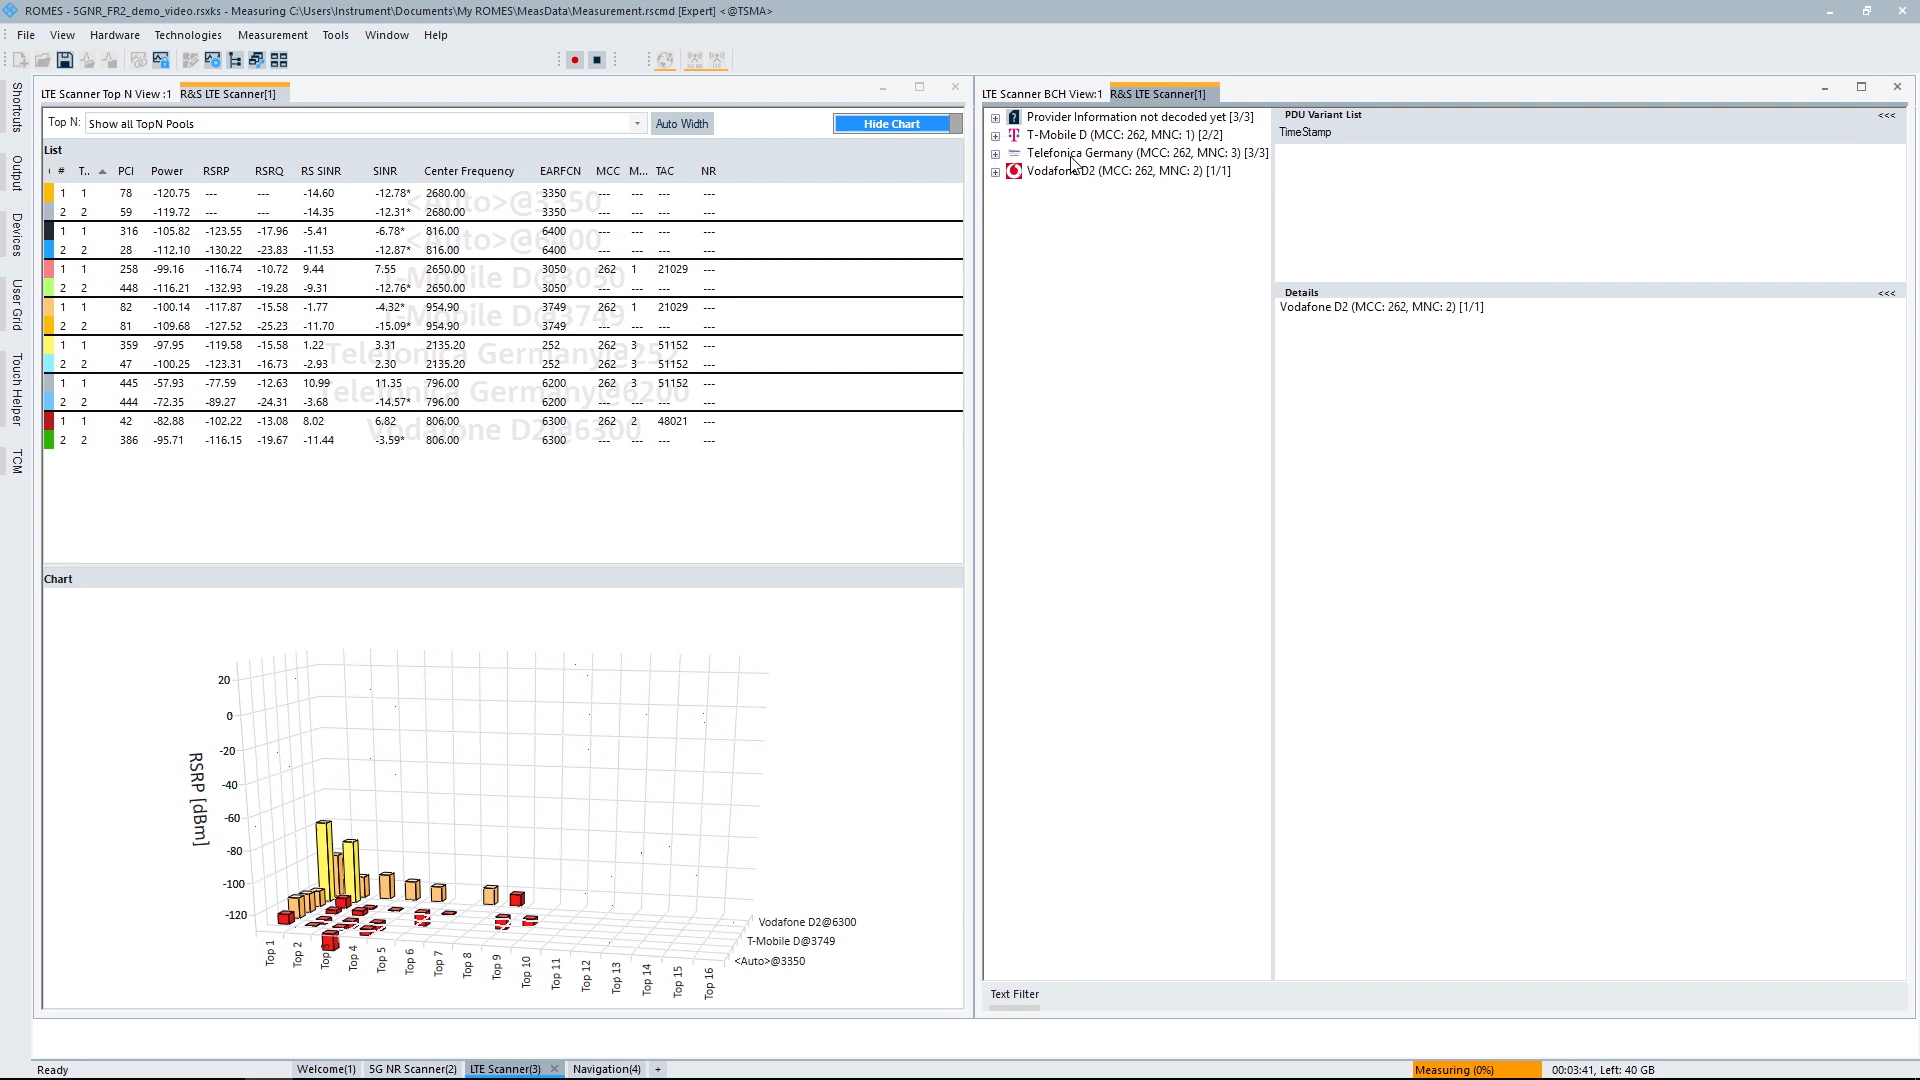 ROMES - 5GNR_FR2_demo_video.rsxks - Measuring C:\Users\Instrument\Documents\My ROMES\MeasData\Measurement.rscmd [Expert] <@TSMA>
File View Hardware Technologies Measurement Tools Window Help
Shortcuts
Output
Devices
User Grid
Touch Helper
TCM
LTE Scanner Top N View :1 R&S LTE Scanner[1]
Top N: Show all TopN Pools Auto Width Hide Chart
List
# T.. PCI Power RSRP RSRQ RS SINR SINR Center Frequency EARFCN MCC M... TAC NR
<Auto>@3350
1 1 78 -120.75 --- --- -14.60 -12.78* 2680.00 3350 --- --- --- ---
2 2 59 -119.72 --- --- -14.35 -12.31* 2680.00 3350 --- --- --- ---
<Auto>@6400
1 1 316 -105.82 -123.55 -17.96 -5.41 -6.78* 816.00 6400 --- --- --- ---
2 2 28 -112.10 -130.22 -23.83 -11.53 -12.87* 816.00 6400 --- --- --- ---
T-Mobile D@3050
1 1 258 -99.16 -116.74 -10.72 9.44 7.55 2650.00 3050 262 1 21029 ---
2 2 448 -116.21 -132.93 -19.28 -9.31 -12.76* 2650.00 3050 --- --- --- ---
T-Mobile D@3749
1 1 82 -100.14 -117.87 -15.58 -1.77 -4.32* 954.90 3749 262 1 21029 ---
2 2 81 -109.68 -127.52 -25.23 -11.70 -15.09* 954.90 3749 --- --- --- ---
Telefonica Germany@252
1 1 359 -97.95 -119.58 -15.58 1.22 3.31 2135.20 252 262 3 51152 ---
2 2 47 -100.25 -123.31 -16.73 -2.93 2.30 2135.20 252 262 3 51152 ---
Telefonica Germany@6200
1 1 445 -57.93 -77.59 -12.63 10.99 11.35 796.00 6200 262 3 51152 ---
2 2 444 -72.35 -89.27 -24.31 -3.68 -14.57* 796.00 6200 --- --- --- ---
Vodafone D2@6300
1 1 42 -82.88 -102.22 -13.08 8.02 6.82 806.00 6300 262 2 48021 ---
2 2 386 -95.71 -116.15 -19.67 -11.44 -3.59* 806.00 6300 --- --- --- ---
Chart
RSRP [dBm]
20
0
-20
-40
-60
-80
-100
-120
Top 1 Top 2 Top Top 4 Top 5 Top 6 Top 7 Top 8 Top 9 Top 10 Top 11 Top 12 Top 13 Top 14 Top 15 Top 16
Vodafone D2@6300
T-Mobile D@3749
<Auto>@3350
LTE Scanner BCH View:1 R&S LTE Scanner[1]
Provider Information not decoded yet [3/3]
T-Mobile D (MCC: 262, MNC: 1) [2/2]
Telefonica Germany (MCC: 262, MNC: 3) [3/3]
Vodafone D2 (MCC: 262, MNC: 2) [1/1]
PDU Variant List <<<
TimeStamp
Details <<<
Vodafone D2 (MCC: 262, MNC: 2) [1/1]
Text Filter
Ready Welcome(1) 5G NR Scanner(2) LTE Scanner(3) Navigation(4) + Measuring (0%) 00:03:41, Left: 40 GB